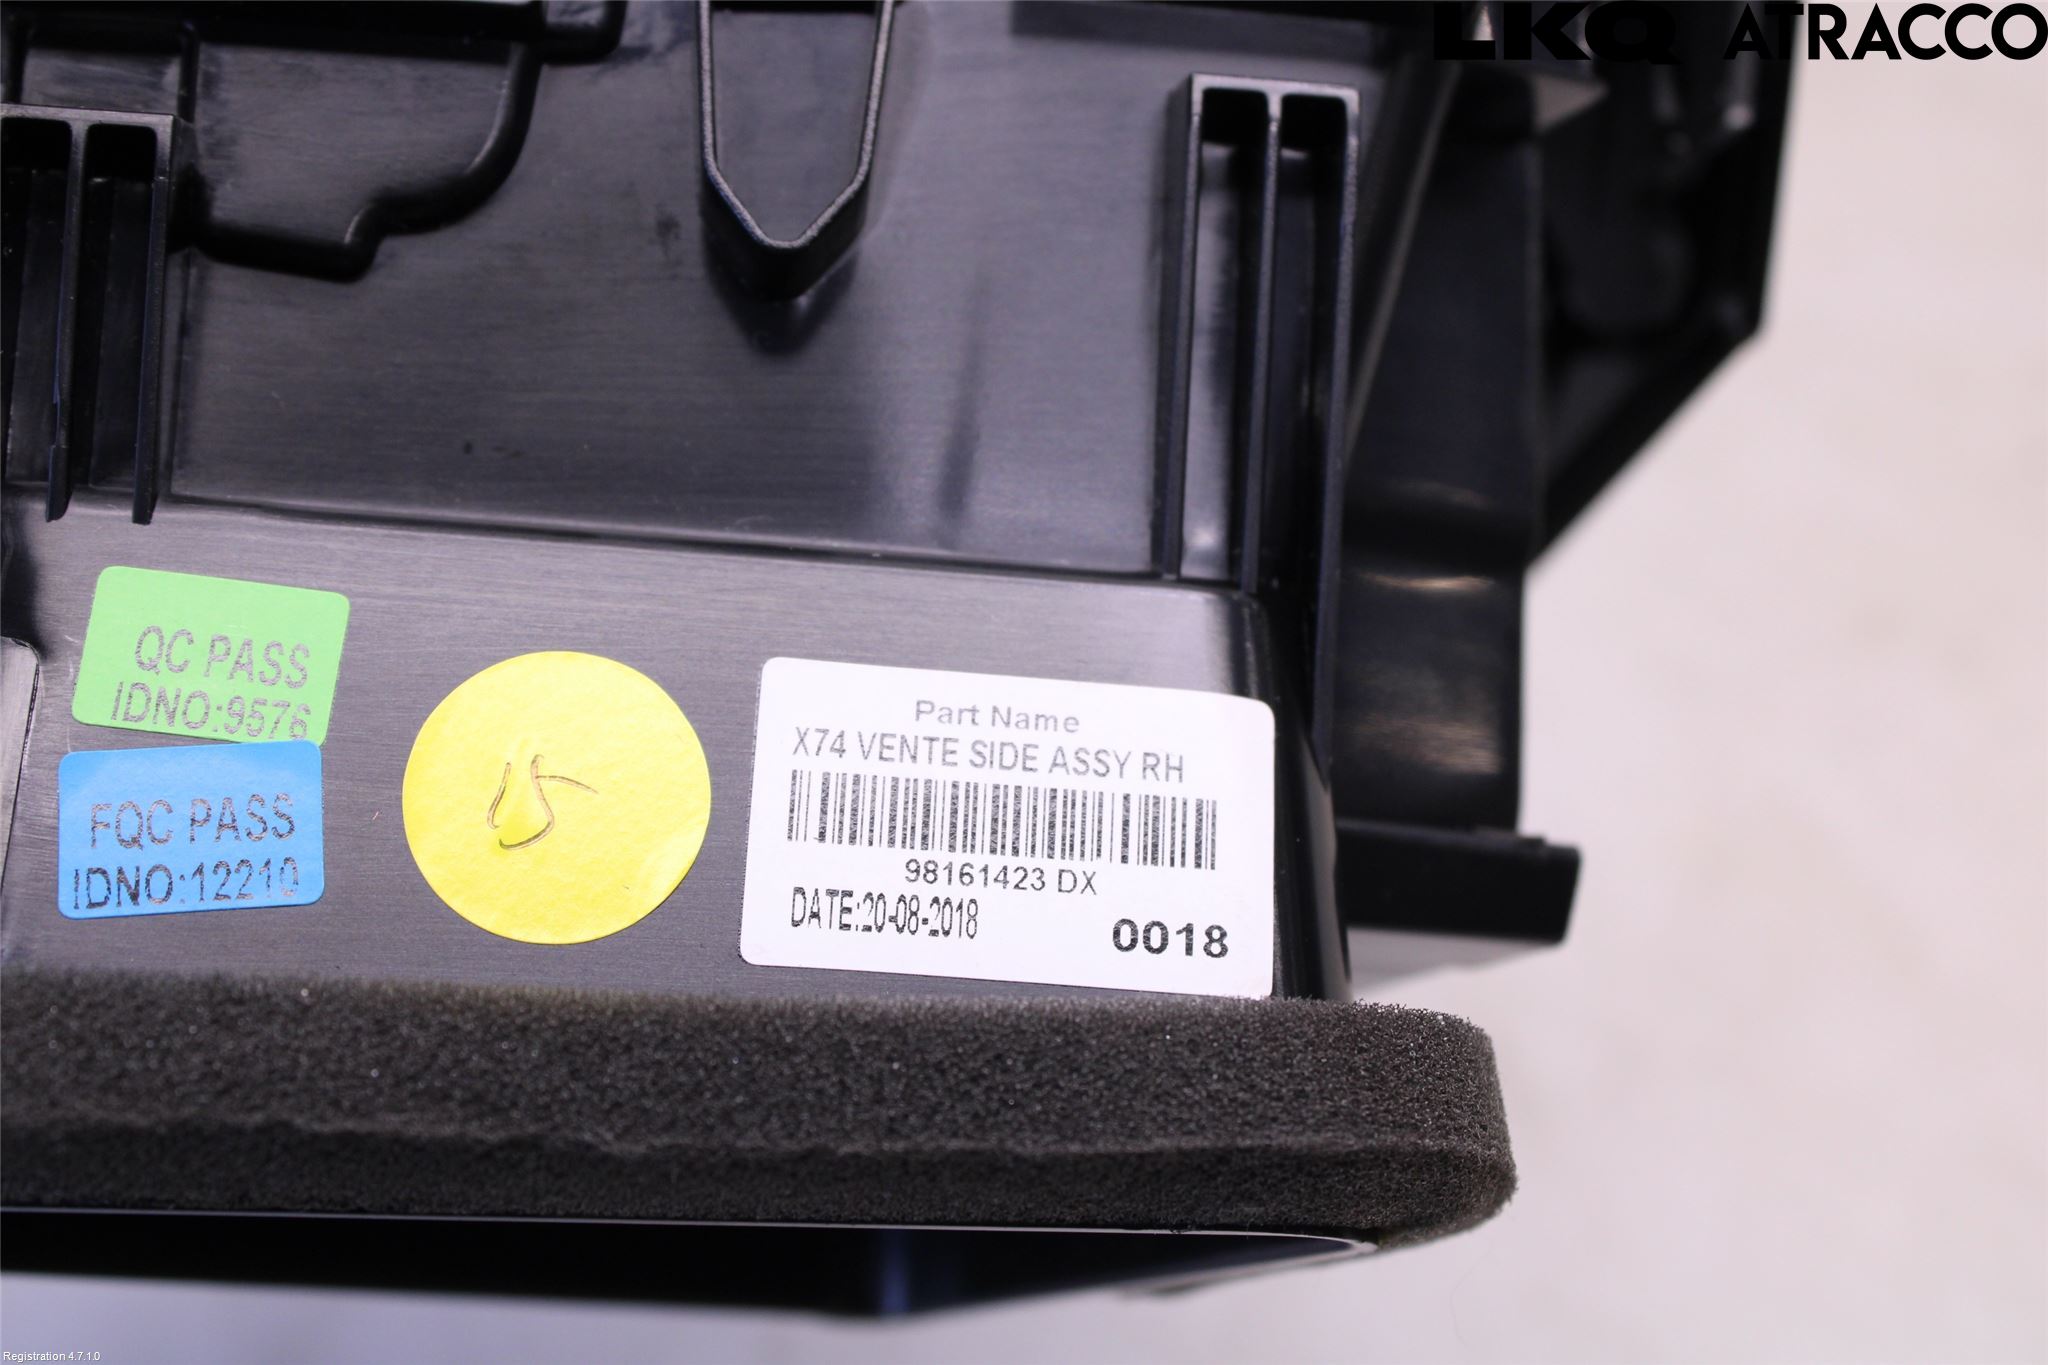 LKQ ATRACCO
QC PASS
IDNO:9576
FQC PASS
IDNO:12210
15
Part Name
X74 VENTE SIDE ASSY RH
98161423 DX
DATE:20-08-2018
0018
Registration 4.7.1.0